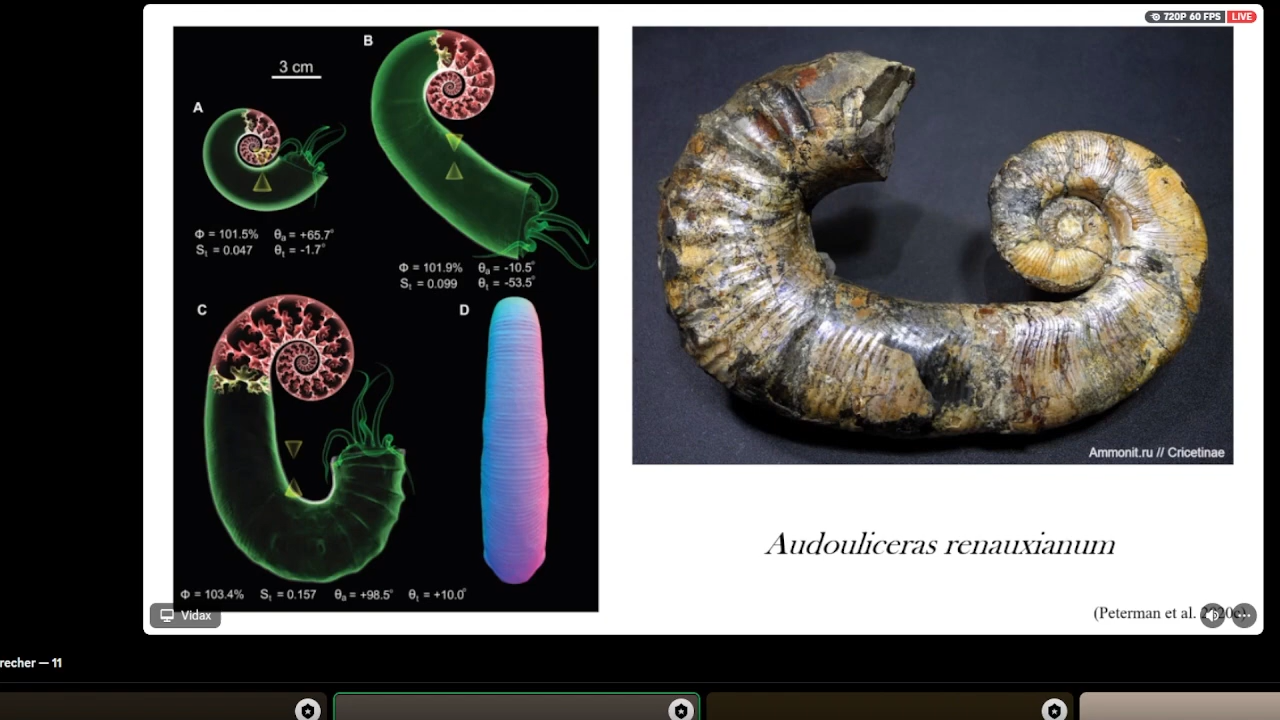 720P 60 FPS LIVE
3 cm
A
B
Φ = 101.5% θa = +65.7°
St = 0.047 θt = -1.7°
Φ = 101.9% θa = -10.5°
St = 0.099 θt = -53.5°
C
D
Φ = 103.4% St = 0.157 θa = +98.5° θt = +10.0°
Ammonit.ru // Cricetinae
Audouliceras renauxianum
(Peterman et al.
Vidax
recher — 11